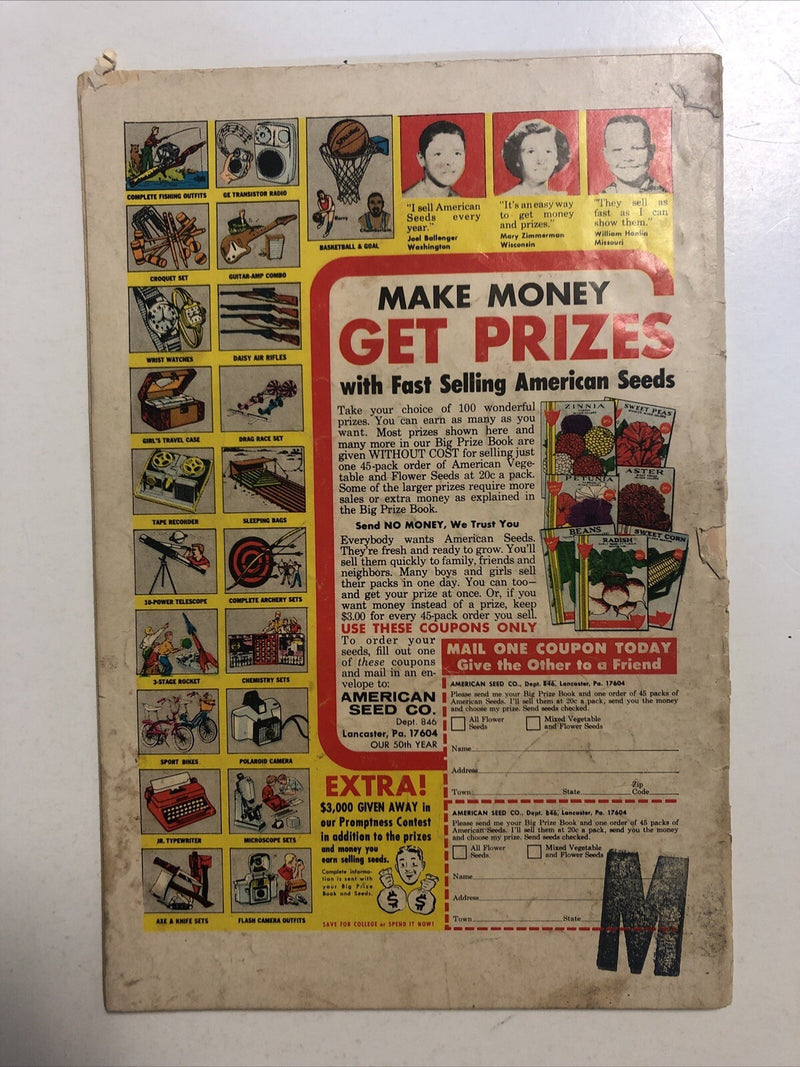 COMPLETE FISHING OUTFITS
GE TRANSISTOR RADIO
SPALDING
Barry
BASKETBALL & GOAL
CROQUET SET
GUITAR-AMP COMBO
WRIST WATCHES
DAISY AIR RIFLES
GIRL'S TRAVEL CASE
DRAG RACE SET
TAPE RECORDER
SLEEPING BAGS
10-POWER TELESCOPE
COMPLETE ARCHERY SETS
3-STAGE ROCKET
CHEMISTRY SETS
SPORT BIKES
POLAROID CAMERA
JR. TYPEWRITER
MICROSCOPE SETS
AXE & KNIFE SETS
FLASH CAMERA OUTFITS
"I sell American
Seeds every
year."
Joel Ballenger
Washington
"It's an easy way
to get money
and prizes."
Mary Zimmerman
Wisconsin
"They sell as
fast as I can
show them."
William Hanlin
Missouri
MAKE MONEY
GET PRIZES
with Fast Selling American Seeds
Take your choice of 100 wonderful
prizes. You can earn as many as you
want. Most prizes shown here and
many more in our Big Prize Book are
given WITHOUT COST for selling just
one 45-pack order of American Vege-
table and Flower Seeds at 20c a pack.
Some of the larger prizes require more
sales or extra money as explained in
the Big Prize Book.
Send NO MONEY, We Trust You
Everybody wants American Seeds.
They're fresh and ready to grow. You'll
sell them quickly to family, friends and
neighbors. Many boys and girls sell
their packs in one day. You can too—
and get your prize at once. Or, if you
want money instead of a prize, keep
$3.00 for every 45-pack order you sell.
USE THESE COUPONS ONLY
To order your
seeds, fill out one
of these coupons
and mail in an en-
velope to:
AMERICAN
SEED CO.
Dept. 846
Lancaster, Pa. 17604
OUR 50th YEAR
ZINNIA
SWEET PEAS
PETUNIA
ASTER
BEANS
RADISH
SWEET CORN
MAIL ONE COUPON TODAY
Give the Other to a Friend
AMERICAN SEED CO., Dept. 846, Lancaster, Pa. 17604
Please send me your Big Prize Book and one order of 45 packs of
American Seeds. I'll sell them at 20c a pack, send you the money
and choose my prize. Send seeds checked.
All Flower
Seeds
Mixed Vegetable
and Flower Seeds
Name
Address
Town State Zip Code
AMERICAN SEED CO., Dept. 846, Lancaster, Pa. 17604
Please send me your Big Prize Book and one order of 45 packs of
American Seeds. I'll sell them at 20c a pack, send you the money
and choose my prize. Send seeds checked.
All Flower
Seeds
Mixed Vegetable
and Flower Seeds
Name
Address
Town State
M
EXTRA!
$3,000 GIVEN AWAY in
our Promptness Contest
in addition to the prizes
and money you
earn selling seeds.
Complete informa-
tion is sent with
your Big Prize
Book and Seeds.
$ $
SAVE FOR COLLEGE or SPEND IT NOW!